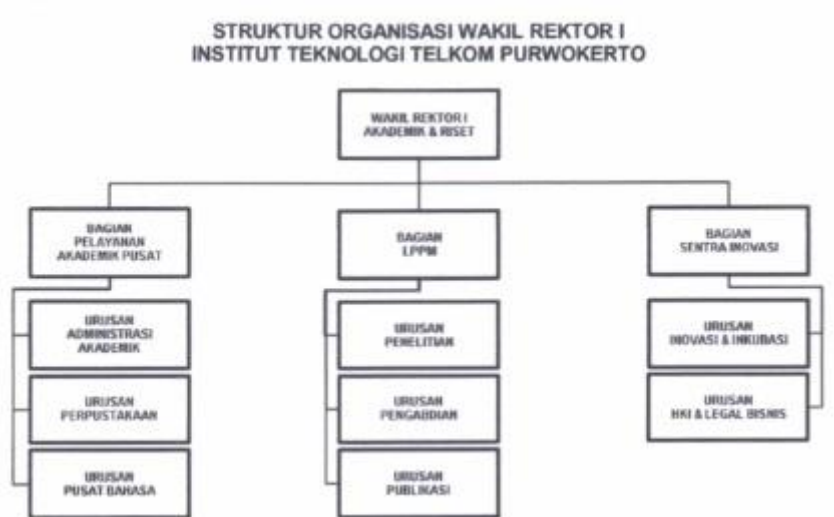 STRUKTUR ORGANISASI WAKIL REKTOR I
INSTITUT TEKNOLOGI TELKOM PURWOKERTO
WAKIL REKTOR I
AKADEMIK & RISET
BAGIAN
PELAYANAN
AKADEMIK PUSAT
BAGIAN
LPPM
BAGIAN
SENTRA INOVASI
URUSAN
ADMINISTRASI
AKADEMIK
URUSAN
PENELITIAN
URUSAN
INOVASI & INKUBASI
URUSAN
PERPUSTAKAAN
URUSAN
PENGABDIAN
URUSAN
HKI & LEGAL BISNIS
URUSAN
PUSAT BAHASA
URUSAN
PUBLIKASI